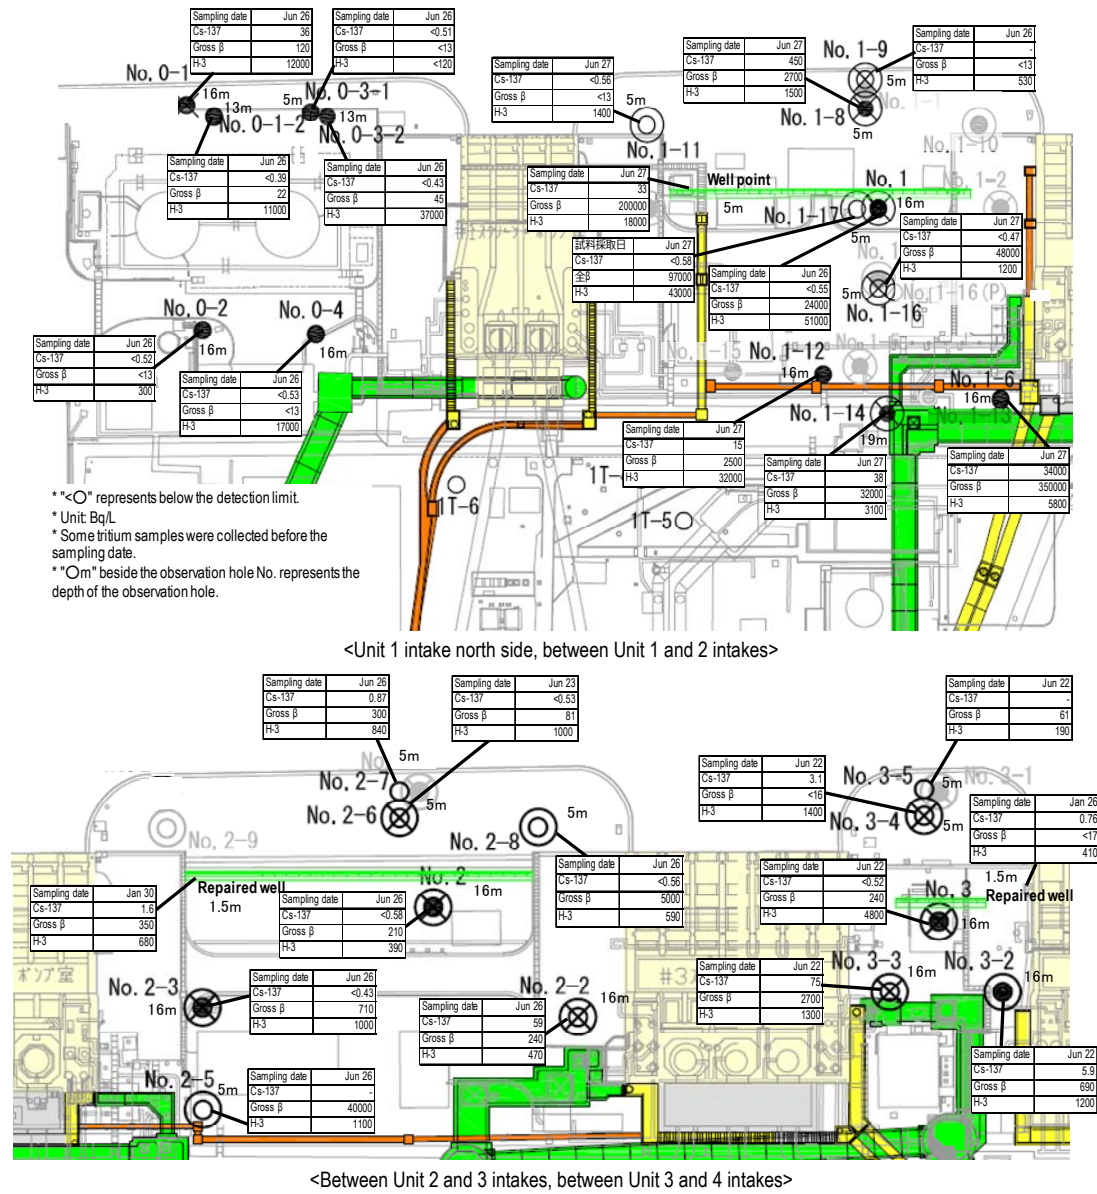 Sampling date Jun 26
Cs-137 36
Gross β 120
H-3 12000
Sampling date Jun 26
Cs-137 <0.51
Gross β <13
H-3 <120
Sampling date Jun 27
Cs-137 <0.56
Gross β <13
H-3 1400
Sampling date Jun 27
Cs-137 450
Gross β 2700
H-3 1500
Sampling date Jun 26
Cs-137 -
Gross β <13
H-3 530
No. 0-1
16m
13m
No. 0-1-2
5m
No. 0-3-1
13m
No. 0-3-2
5m
No. 1-11
No. 1-9
5m
No. 1-8
5m
No. 1-1
No. 1-10
Sampling date Jun 26
Cs-137 <0.39
Gross β 22
H-3 11000
Sampling date Jun 26
Cs-137 <0.43
Gross β 45
H-3 37000
Sampling date Jun 27
Cs-137 33
Gross β 200000
H-3 18000
Well point
5m
No. 1
16m
No. 1-17
5m
1-2
試料採取日 Jun 27
Cs-137 <0.58
全β 97000
H-3 43000
Sampling date Jun 26
Cs-137 <0.55
Gross β 24000
H-3 51000
Sampling date Jun 27
Cs-137 <0.47
Gross β 48000
H-3 1200
5m
No. 1-16(P)
No. 1-16
No. 0-2
16m
No. 0-4
16m
Sampling date Jun 26
Cs-137 <0.52
Gross β <13
H-3 300
Sampling date Jun 26
Cs-137 <0.53
Gross β <13
H-3 17000
No. 1-15
No. 1-12
16m
No. 1-6
16m
No. 1-14
19m
No. 1-13
Sampling date Jun 27
Cs-137 15
Gross β 2500
H-3 32000
Sampling date Jun 27
Cs-137 38
Gross β 32000
H-3 3100
Sampling date Jun 27
Cs-137 34000
Gross β 350000
H-3 5800
1T-6
1T-5
* "<○" represents below the detection limit.
* Unit: Bq/L
* Some tritium samples were collected before the
sampling date.
* "○m" beside the observation hole No. represents the
depth of the observation hole.
<Unit 1 intake north side, between Unit 1 and 2 intakes>
Sampling date Jun 26
Cs-137 0.87
Gross β 300
H-3 840
Sampling date Jun 23
Cs-137 <0.53
Gross β 81
H-3 1000
Sampling date Jun 22
Cs-137 -
Gross β 61
H-3 190
Sampling date Jun 22
Cs-137 3.1
Gross β <16
H-3 1400
Sampling date Jan 26
Cs-137 0.76
Gross β <17
H-3 410
5m
No. 2-7
No. 2-6
5m
No. 2-8
5m
No. 2-9
No. 3-5
5m
No. 3-1
No. 3-4
5m
Sampling date Jan 30
Cs-137 1.6
Gross β 350
H-3 680
Repaired well
1.5m
Sampling date Jun 26
Cs-137 <0.58
Gross β 210
H-3 390
No. 2
16m
Sampling date Jun 26
Cs-137 <0.56
Gross β 5000
H-3 590
Sampling date Jun 22
Cs-137 <0.52
Gross β 240
H-3 4800
No. 3
16m
1.5m
Repaired well
ポンプ室
No. 2-3
16m
Sampling date Jun 26
Cs-137 <0.43
Gross β 710
H-3 1000
Sampling date Jun 26
Cs-137 59
Gross β 240
H-3 470
No. 2-2
16m
#3
Sampling date Jun 22
Cs-137 75
Gross β 2700
H-3 1300
No. 3-3
16m
No. 3-2
16m
Sampling date Jun 22
Cs-137 5.9
Gross β 690
H-3 1200
No. 2-5
5m
Sampling date Jun 26
Cs-137 -
Gross β 40000
H-3 1100
<Between Unit 2 and 3 intakes, between Unit 3 and 4 intakes>